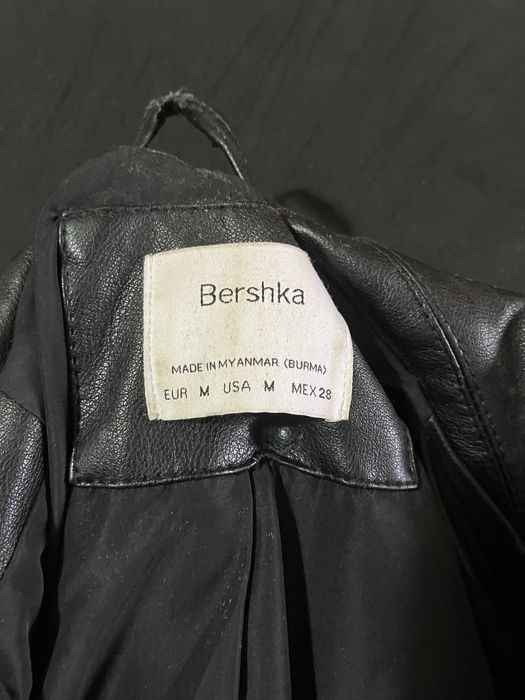 Bershka
MADE IN MYANMAR (BURMA)
EUR M USA M MEX 28